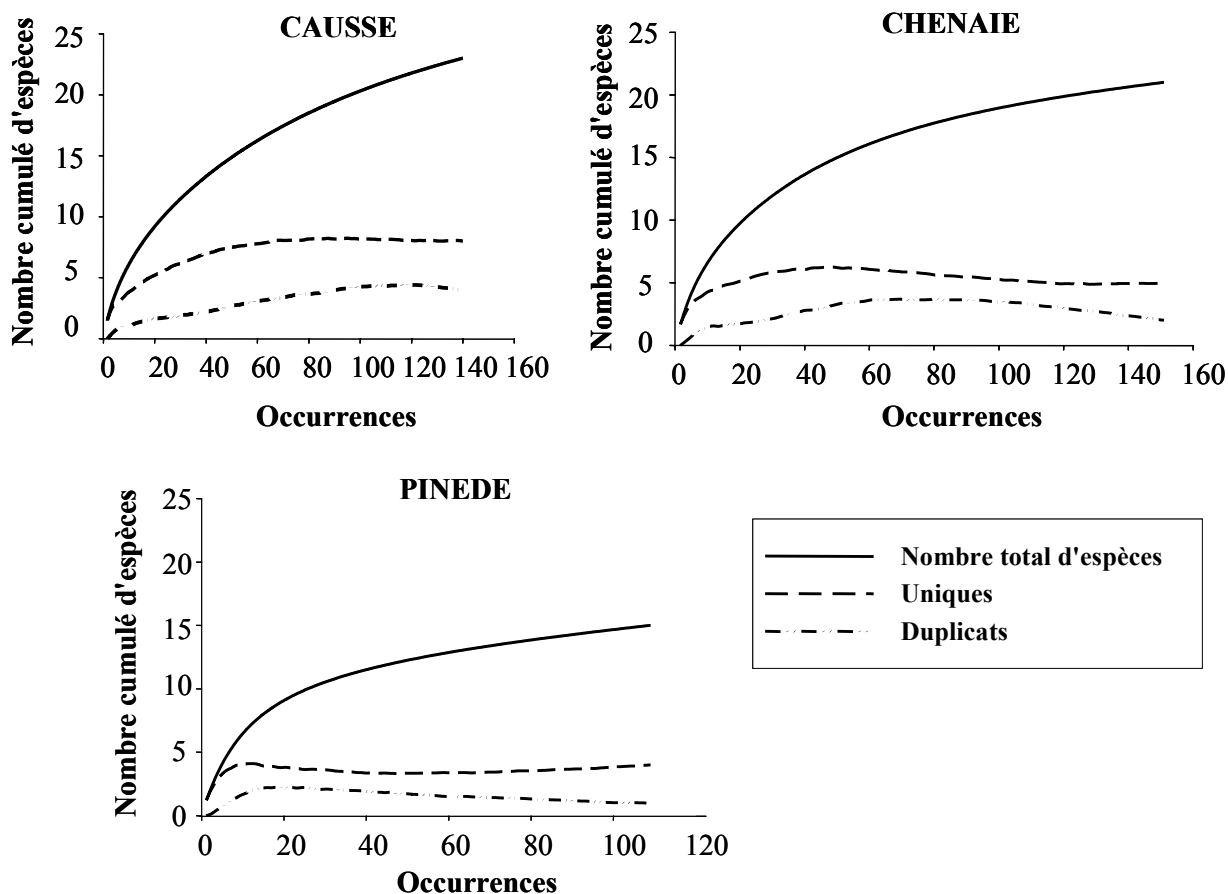 CAUSSE
Nombre cumulé d'espèces
25
20
15
10
5
0
0 20 40 60 80 100 120 140 160
Occurrences
CHENAIE
Nombre cumulé d'espèces
25
20
15
10
5
0
0 20 40 60 80 100 120 140 160
Occurrences
PINEDE
Nombre cumulé d'espèces
25
20
15
10
5
0
0 20 40 60 80 100 120
Occurrences
Nombre total d'espèces
Uniques
Duplicats